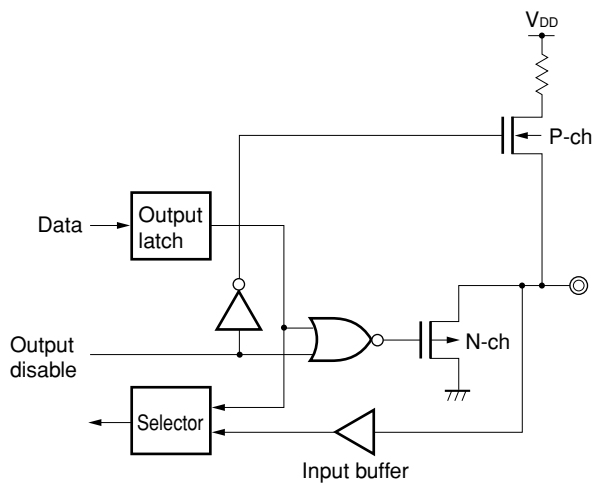 VDD
P-ch
Data
Output
latch
N-ch
Output
disable
Selector
Input buffer